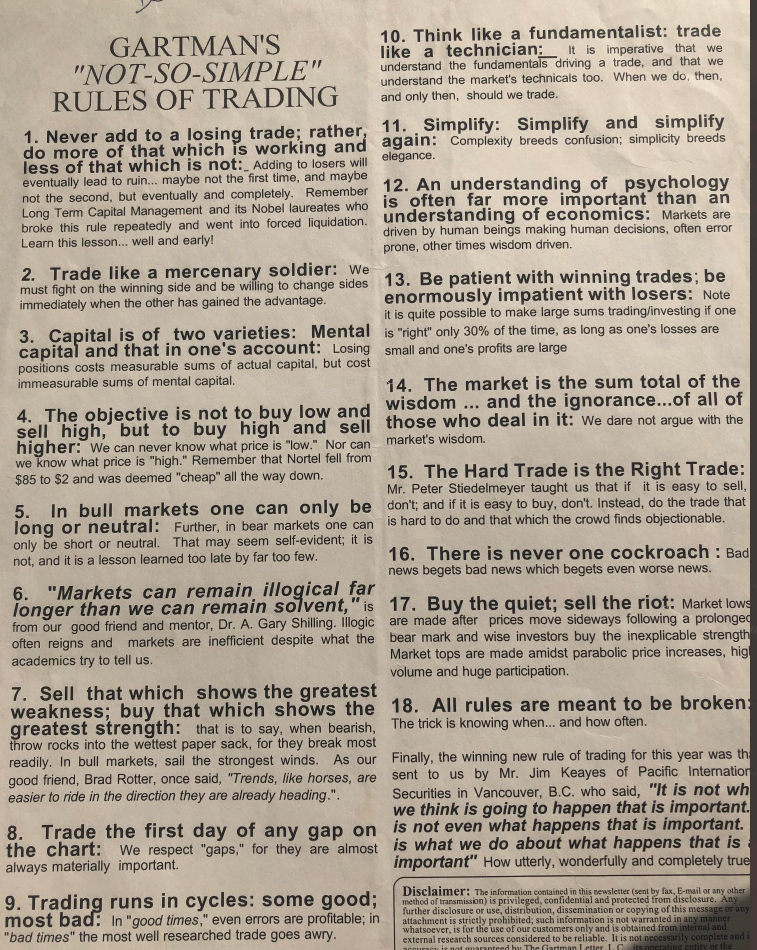 GARTMAN'S
"NOT-SO-SIMPLE"
RULES OF TRADING
1. Never add to a losing trade; rather,
do more of that which is working and
less of that which is not: Adding to losers will
eventually lead to ruin... maybe not the first time, and maybe
not the second, but eventually and completely. Remember
Long Term Capital Management and its Nobel laureates who
broke this rule repeatedly and went into forced liquidation.
Learn this lesson... well and early!
2. Trade like a mercenary soldier: We
must fight on the winning side and be willing to change sides
immediately when the other has gained the advantage.
3. Capital is of two varieties: Mental
capital and that in one's account: Losing
positions costs measurable sums of actual capital, but cost
immeasurable sums of mental capital.
4. The objective is not to buy low and
sell high, but to buy high and sell
higher: We can never know what price is "low." Nor can
we know what price is "high." Remember that Nortel fell from
$85 to $2 and was deemed "cheap" all the way down.
5. In bull markets one can only be
long or neutral: Further, in bear markets one can
only be short or neutral. That may seem self-evident; it is
not, and it is a lesson learned too late by far too few.
6. "Markets can remain illogical far
longer than we can remain solvent," is
from our good friend and mentor, Dr. A. Gary Shilling. Illogic
often reigns and markets are inefficient despite what the
academics try to tell us.
7. Sell that which shows the greatest
weakness; buy that which shows the
greatest strength: that is to say, when bearish,
throw rocks into the wettest paper sack, for they break most
readily. In bull markets, sail the strongest winds. As our
good friend, Brad Rotter, once said, "Trends, like horses, are
easier to ride in the direction they are already heading.".
8. Trade the first day of any gap on
the chart: We respect "gaps," for they are almost
always materially important.
9. Trading runs in cycles: some good;
most bad: In "good times," even errors are profitable; in
"bad times" the most well researched trade goes awry.
10. Think like a fundamentalist: trade
like a technician: It is imperative that we
understand the fundamentals driving a trade, and that we
understand the market's technicals too. When we do, then,
and only then, should we trade.
11. Simplify: Simplify and simplify
again: Complexity breeds confusion; simplicity breeds
elegance.
12. An understanding of psychology
is often far more important than an
understanding of economics: Markets are
driven by human beings making human decisions, often error
prone, other times wisdom driven.
13. Be patient with winning trades; be
enormously impatient with losers: Note
it is quite possible to make large sums trading/investing if one
is "right" only 30% of the time, as long as one's losses are
small and one's profits are large
14. The market is the sum total of the
wisdom ... and the ignorance...of all of
those who deal in it: We dare not argue with the
market's wisdom.
15. The Hard Trade is the Right Trade:
Mr. Peter Stiedelmeyer taught us that if it is easy to sell,
don't; and if it is easy to buy, don't. Instead, do the trade that
is hard to do and that which the crowd finds objectionable.
16. There is never one cockroach : Bad
news begets bad news which begets even worse news.
17. Buy the quiet; sell the riot: Market lows
are made after prices move sideways following a prolonged
bear mark and wise investors buy the inexplicable strength
Market tops are made amidst parabolic price increases, hig
volume and huge participation.
18. All rules are meant to be broken:
The trick is knowing when... and how often.
Finally, the winning new rule of trading for this year was th
sent to us by Mr. Jim Keayes of Pacific Internation
Securities in Vancouver, B.C. who said, "It is not wh
we think is going to happen that is important.
is not even what happens that is important.
is what we do about what happens that is
important" How utterly, wonderfully and completely true
Disclaimer: The information contained in this newsletter (sent by fax, E-mail or any other
method of transmission) is privileged, confidential and protected from disclosure. Any
further disclosure or use, distribution, dissemination or copying of this message or any
attachment is strictly prohibited; such information is not warranted in any manner
whatsoever, is for the use of our customers only and is obtained from internal and
external research sources considered to be reliable. It is not necessarily complete and
accuracy is not guaranteed by The Gartman Letter, L.C.